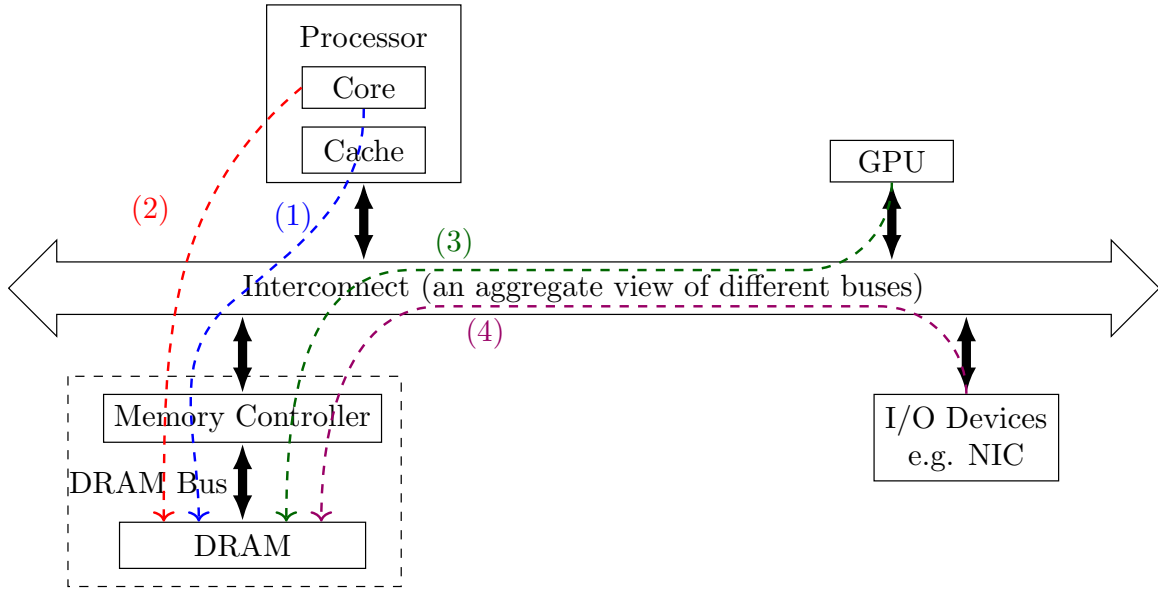 Processor
Core
Cache
GPU
(2)
(1)
(3)
Interconnect (an aggregate view of different buses)
(4)
Memory Controller
I/O Devices
e.g. NIC
DRAM Bus
DRAM